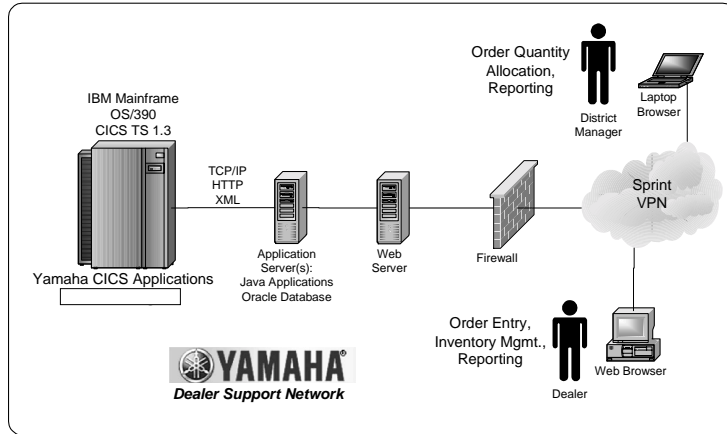 IBM Mainframe
OS/390
CICS TS 1.3
Yamaha CICS Applications
TCP/IP
HTTP
XML
Application
Server(s):
Java Applications
Oracle Database
Web
Server
Firewall
Order Quantity
Allocation,
Reporting
District
Manager
Laptop
Browser
Sprint
VPN
Order Entry,
Inventory Mgmt.,
Reporting
Dealer
Web Browser
YAMAHA®
Dealer Support Network